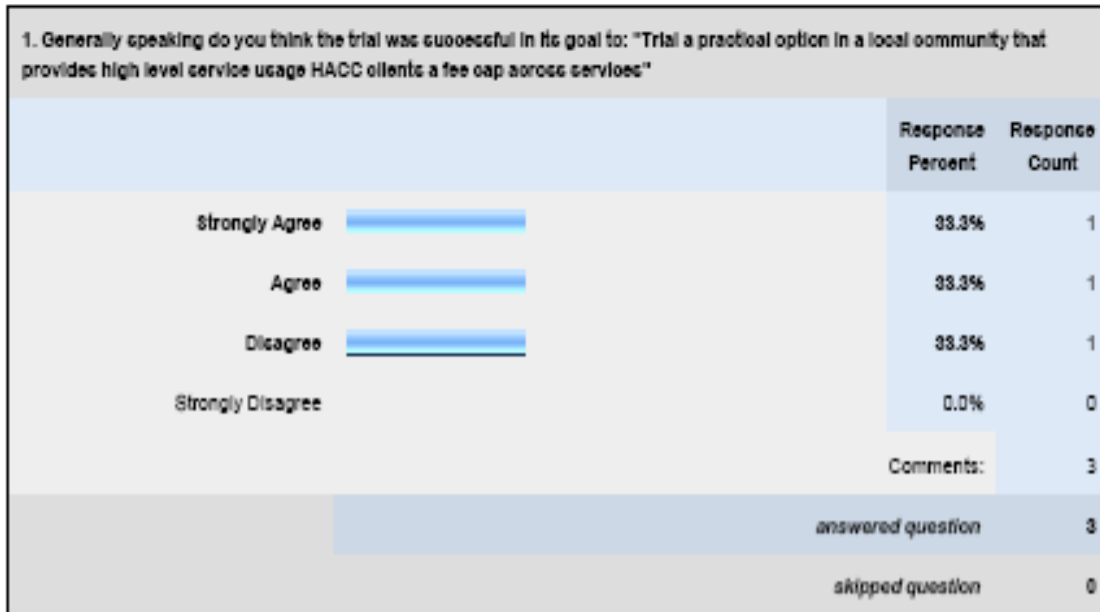 1. Generally speaking do you think the trial was successful in its goal to: "Trial a practical option in a local community that
provides high level service usage HACC clients a fee cap across services"
Response Percent Response Count
Strongly Agree 33.3% 1
Agree 33.3% 1
Disagree 33.3% 1
Strongly Disagree 0.0% 0
Comments: 3
answered question 3
skipped question 0